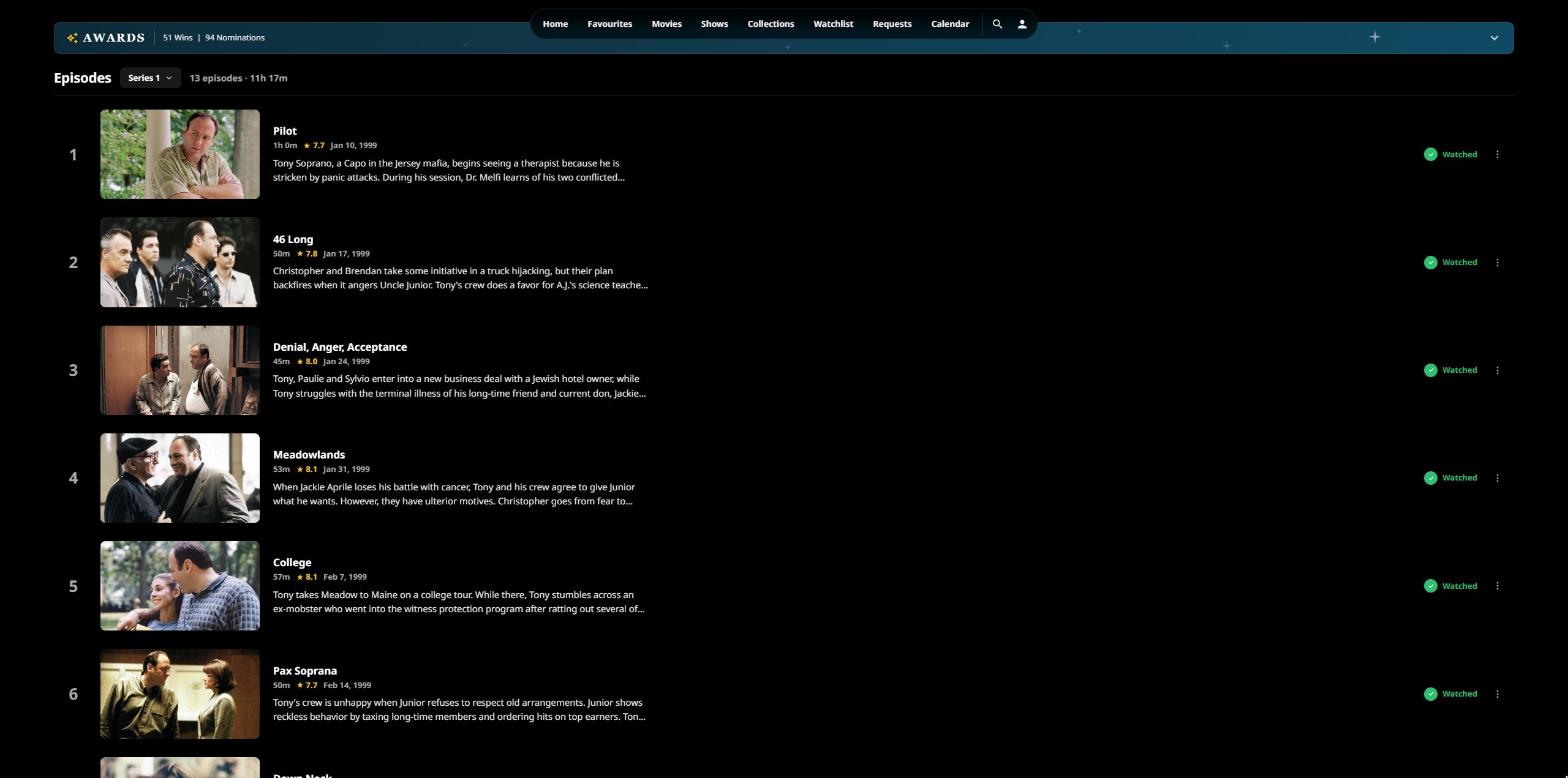 Home Favourites Movies Shows Collections Watchlist Requests Calendar
AWARDS 51 Wins | 94 Nominations
Episodes Series 1 13 episodes · 11h 17m
1
Pilot
1h 0m ★ 7.7 Jan 10, 1999
Tony Soprano, a Capo in the Jersey mafia, begins seeing a therapist because he is
stricken by panic attacks. During his session, Dr. Melfi learns of his two conflicted...
Watched
2
46 Long
50m ★ 7.8 Jan 17, 1999
Christopher and Brendan take some initiative in a truck hijacking, but their plan
backfires when it angers Uncle Junior. Tony's crew does a favor for A.J.'s science teache...
Watched
3
Denial, Anger, Acceptance
45m ★ 8.0 Jan 24, 1999
Tony, Paulie and Sylvio enter into a new business deal with a Jewish hotel owner, while
Tony struggles with the terminal illness of his long-time friend and current don, Jackie...
Watched
4
Meadowlands
53m ★ 8.1 Jan 31, 1999
When Jackie Aprile loses his battle with cancer, Tony and his crew agree to give Junior
what he wants. However, they have ulterior motives. Christopher goes from fear to...
Watched
5
College
57m ★ 8.1 Feb 7, 1999
Tony takes Meadow to Maine on a college tour. While there, Tony stumbles across an
ex-mobster who went into the witness protection program after ratting out several of...
Watched
6
Pax Soprana
50m ★ 7.7 Feb 14, 1999
Tony's crew is unhappy when Junior refuses to respect old arrangements. Junior shows
reckless behavior by taxing long-time members and ordering hits on top earners. Ton...
Watched
Down Neck